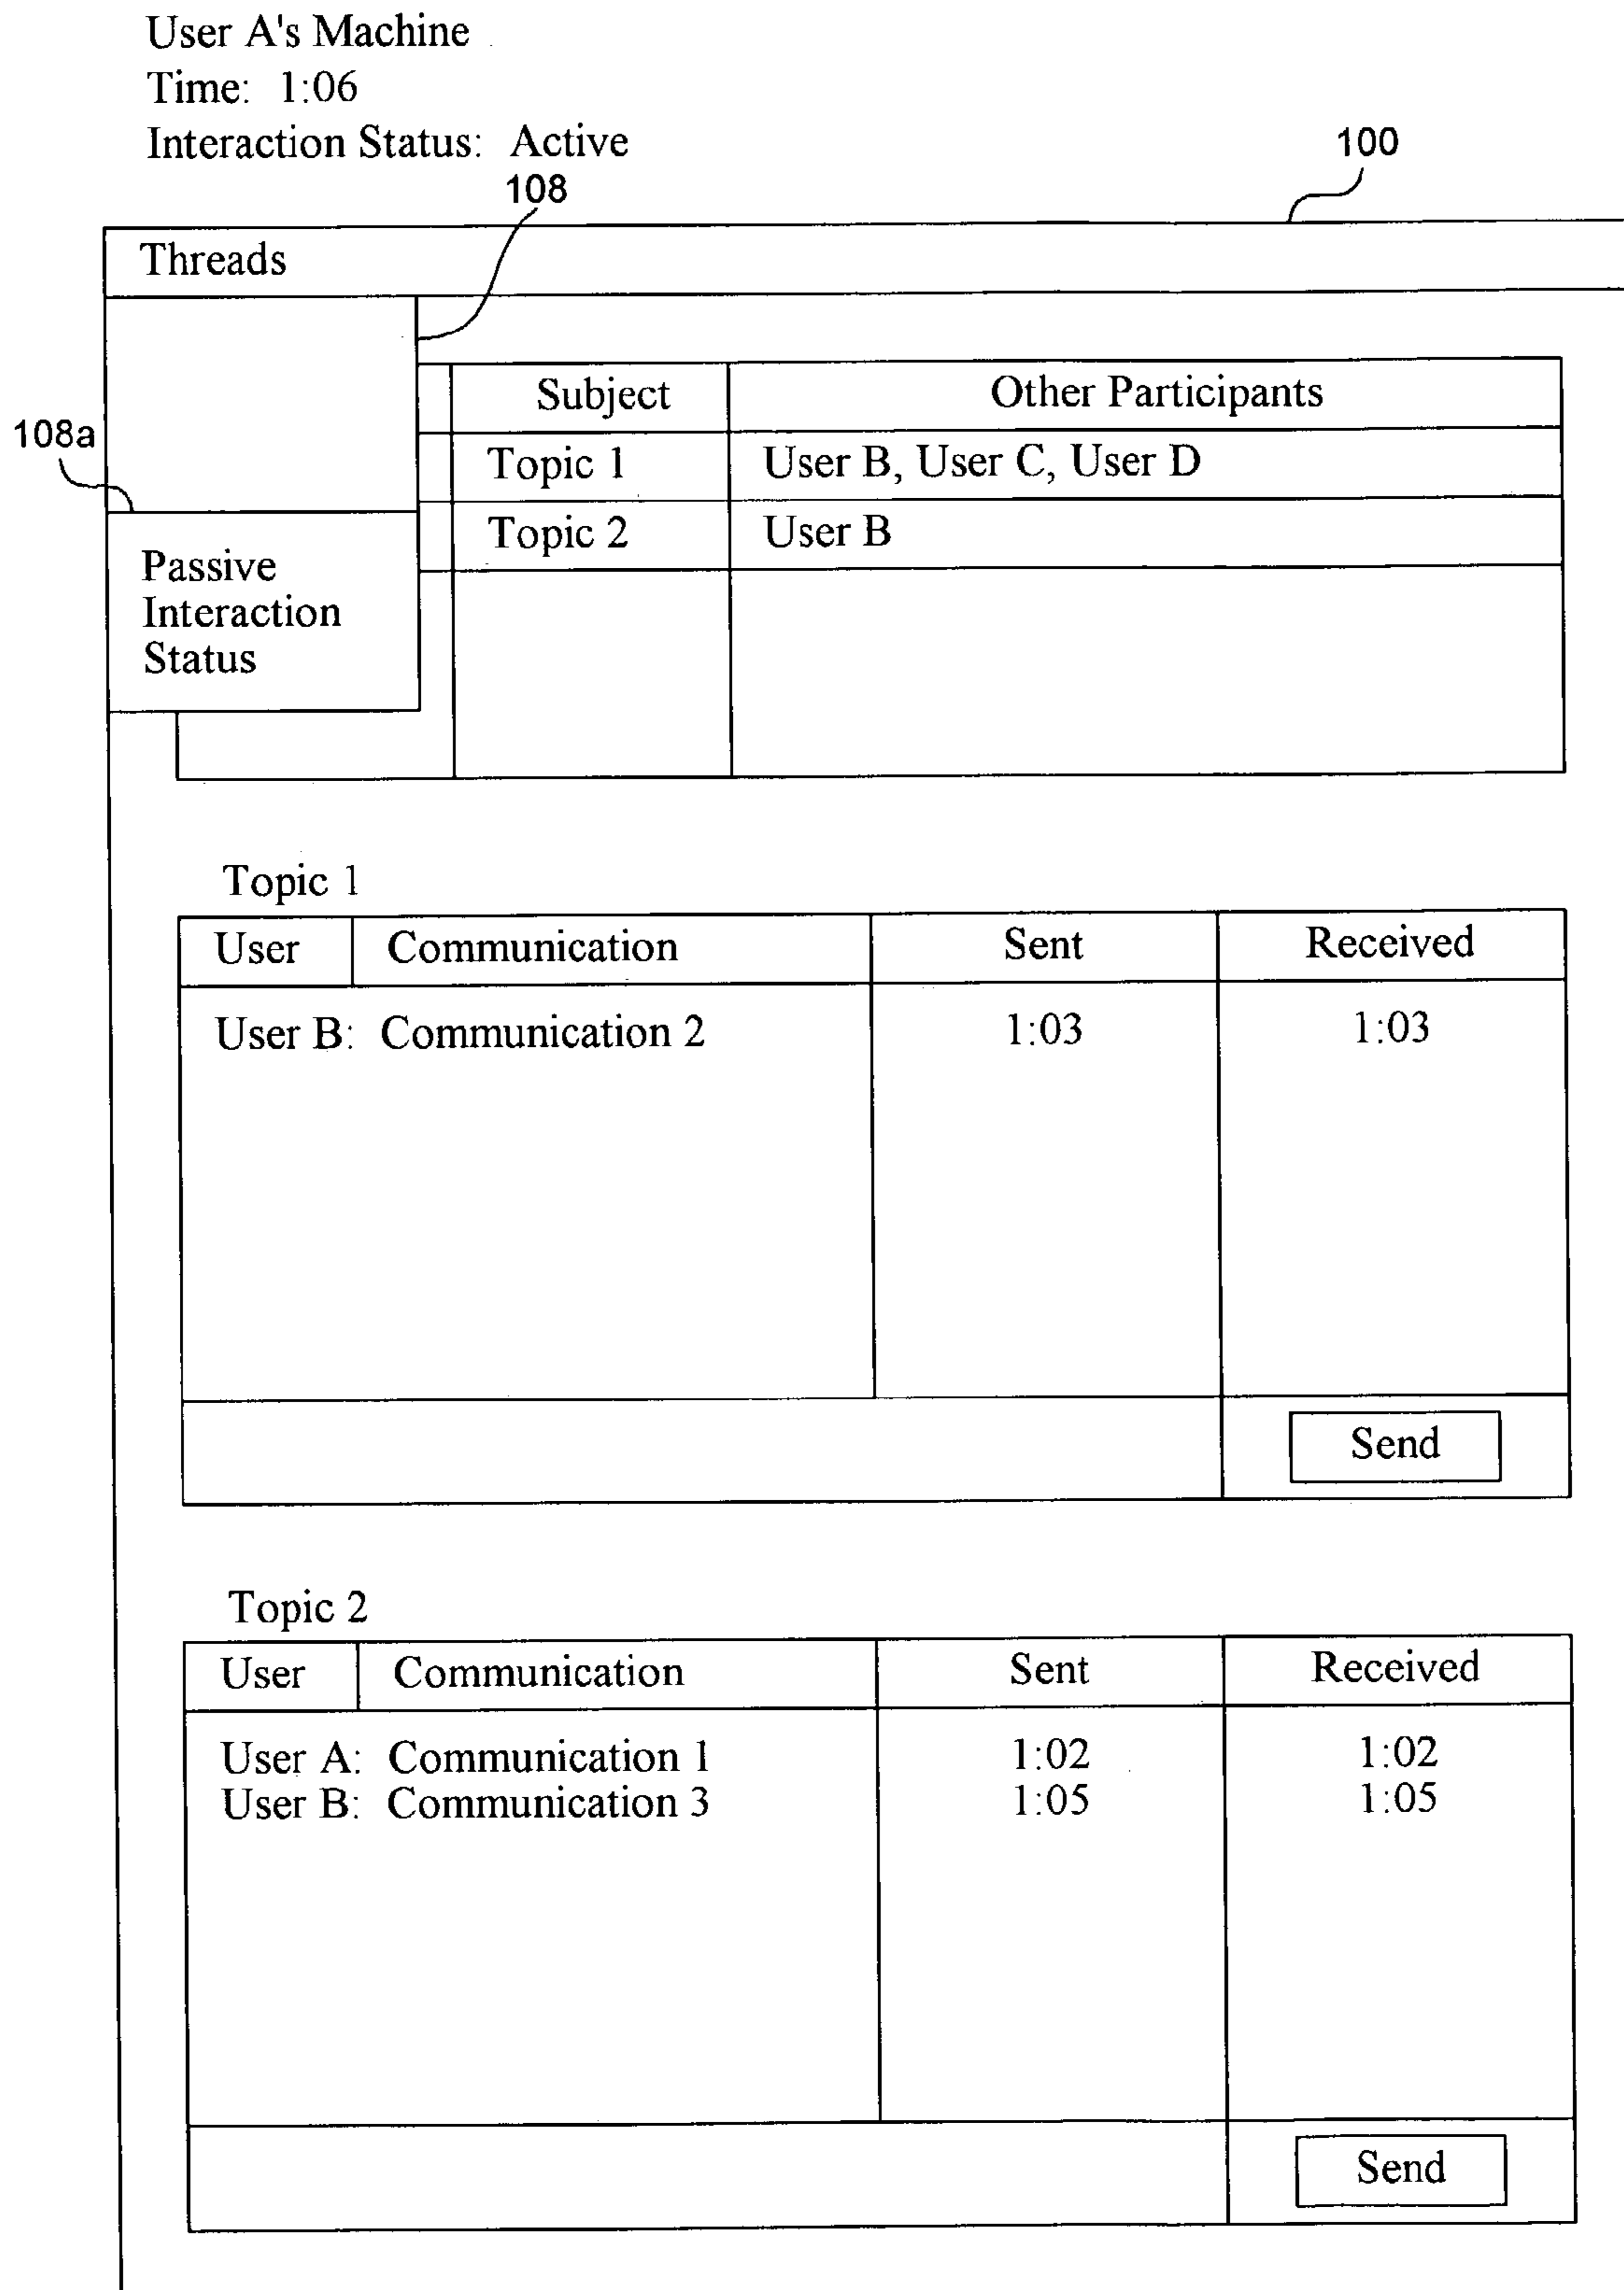 User A's Machine
Time: 1:06
Interaction Status: Active
108
100
Threads
Subject Other Participants
108a
Topic 1 User B, User C, User D
Topic 2 User B
Passive
Interaction
Status
Topic 1
User Communication Sent Received
User B: Communication 2 1:03 1:03
Send
Topic 2
User Communication Sent Received
User A: Communication 1 1:02 1:02
User B: Communication 3 1:05 1:05
Send